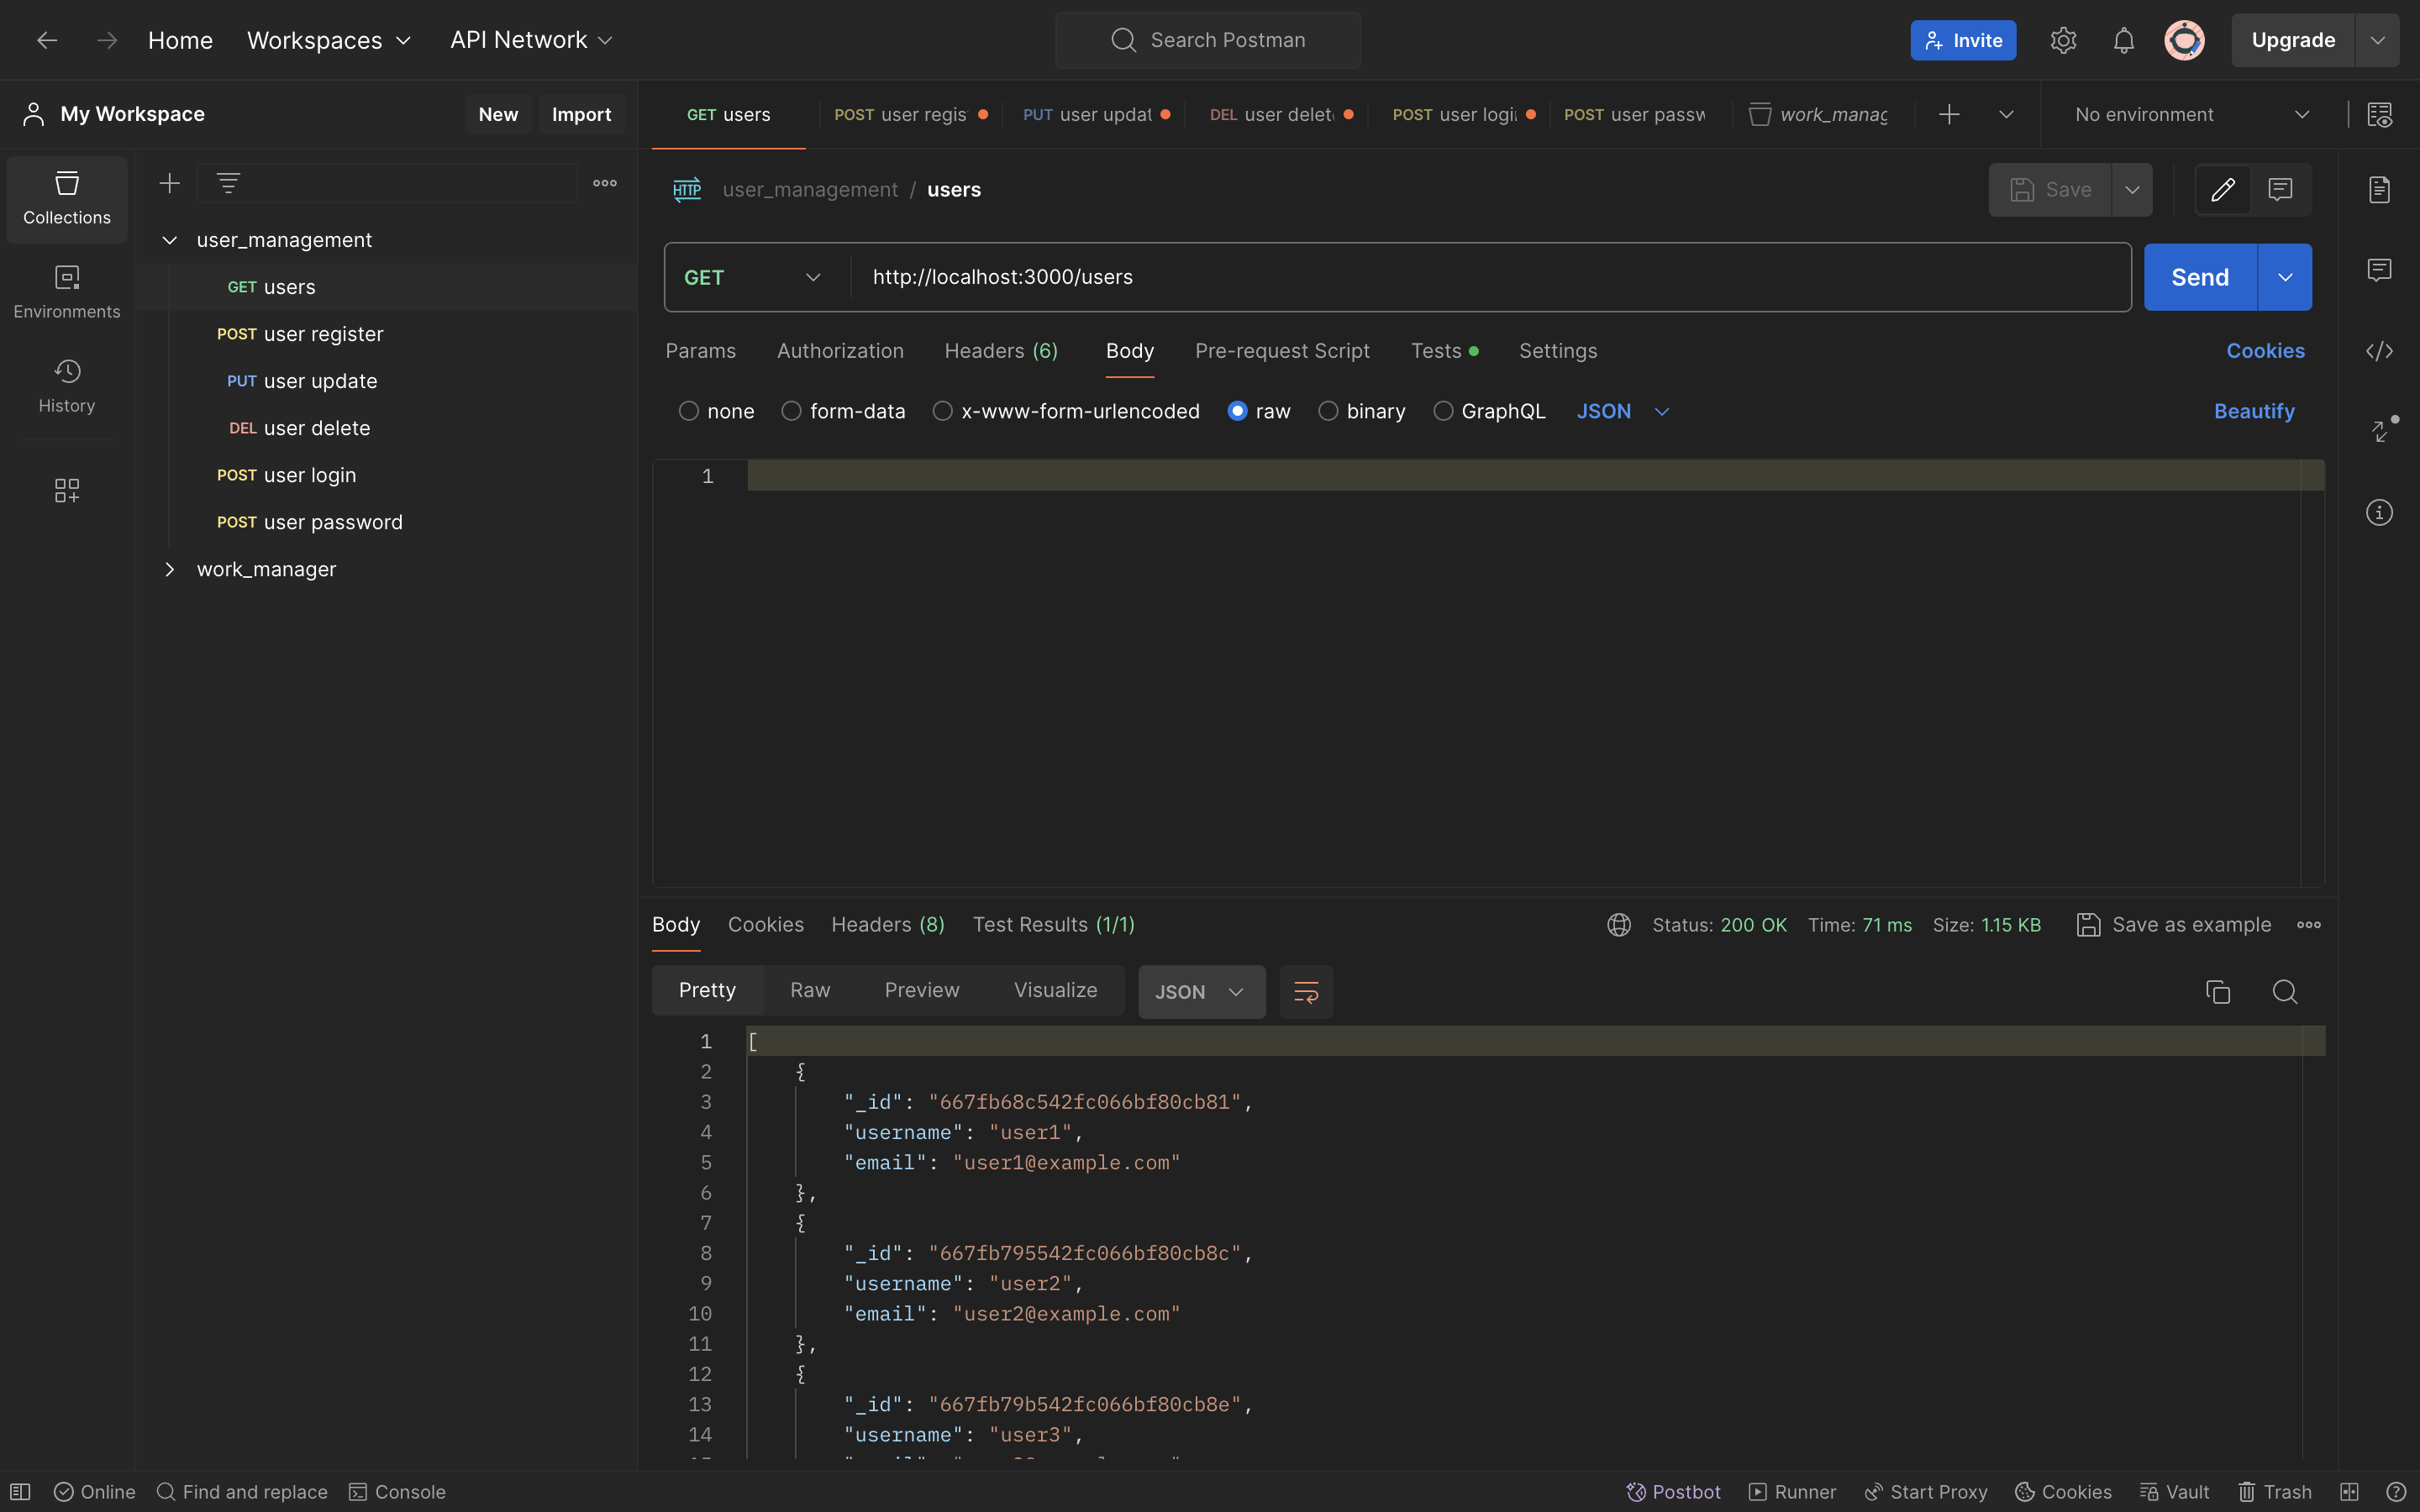 Home Workspaces API Network Search Postman Invite Upgrade
My Workspace New Import
GET users POST user regis PUT user updat DEL user delet POST user logi POST user passw work_manag No environment
Collections
Environments
History
user_management
GET users
POST user register
PUT user update
DEL user delete
POST user login
POST user password
work_manager
HTTP user_management / users Save
GET http://localhost:3000/users Send
Params Authorization Headers (6) Body Pre-request Script Tests Settings Cookies
none form-data x-www-form-urlencoded raw binary GraphQL JSON Beautify
1
Body Cookies Headers (8) Test Results (1/1) Status: 200 OK Time: 71 ms Size: 1.15 KB Save as example
Pretty Raw Preview Visualize JSON
1 [
2 {
3 "_id": "667fb68c542fc066bf80cb81",
4 "username": "user1",
5 "email": "user1@example.com"
6 },
7 {
8 "_id": "667fb795542fc066bf80cb8c",
9 "username": "user2",
10 "email": "user2@example.com"
11 },
12 {
13 "_id": "667fb79b542fc066bf80cb8e",
14 "username": "user3",
Online Find and replace Console Postbot Runner Start Proxy Cookies Vault Trash